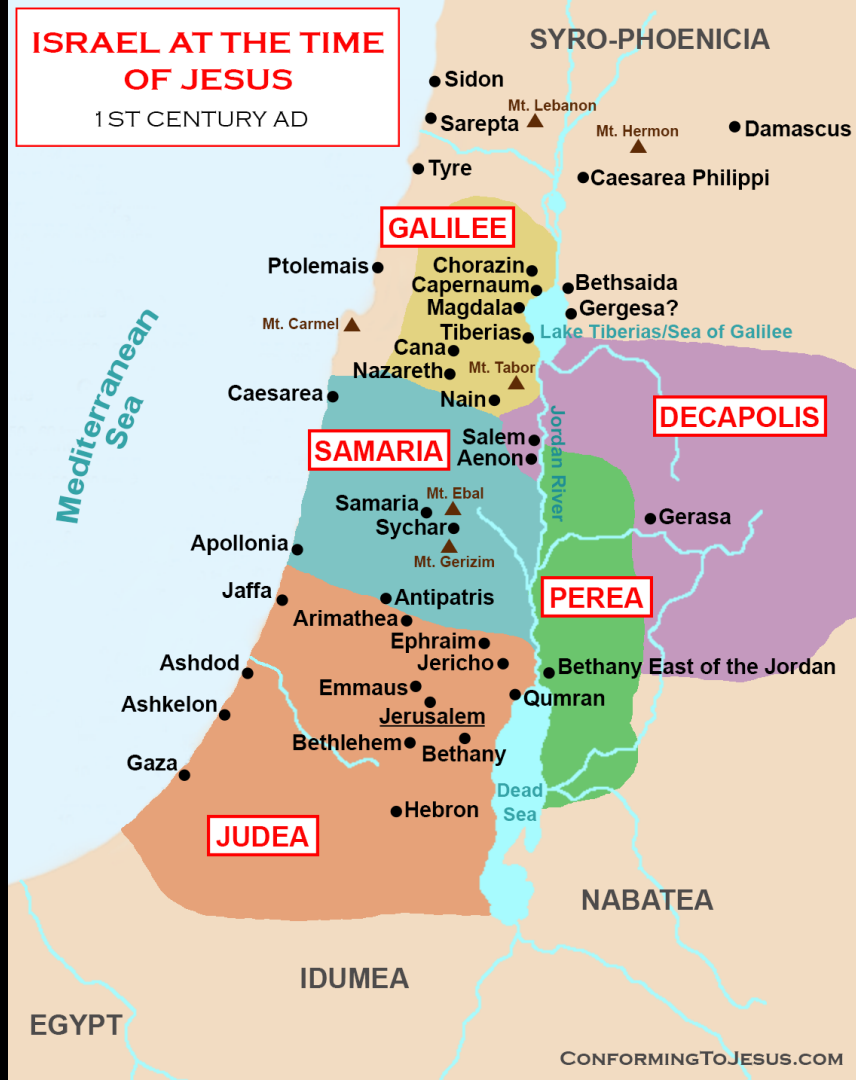 ISRAEL AT THE TIME
OF JESUS
1ST CENTURY AD
SYRO-PHOENICIA
Sidon
Mt. Lebanon
Sarepta
Mt. Hermon
Damascus
Tyre
Caesarea Philippi
GALILEE
Ptolemais
Chorazin
Capernaum
Bethsaida
Magdala
Gergesa?
Mt. Carmel
Tiberias
Lake Tiberias/Sea of Galilee
Cana
Nazareth
Mt. Tabor
Caesarea
Nain
Mediterranean
Sea
DECAPOLIS
Jordan River
SAMARIA
Salem
Aenon
Mt. Ebal
Samaria
Sychar
Gerasa
Apollonia
Mt. Gerizim
Jaffa
Antipatris
PEREA
Arimathea
Ephraim
Ashdod
Jericho
Bethany East of the Jordan
Emmaus
Qumran
Ashkelon
Jerusalem
Bethlehem
Bethany
Gaza
Dead
Sea
Hebron
JUDEA
NABATEA
IDUMEA
EGYPT
CONFORMINGTOJESUS.COM